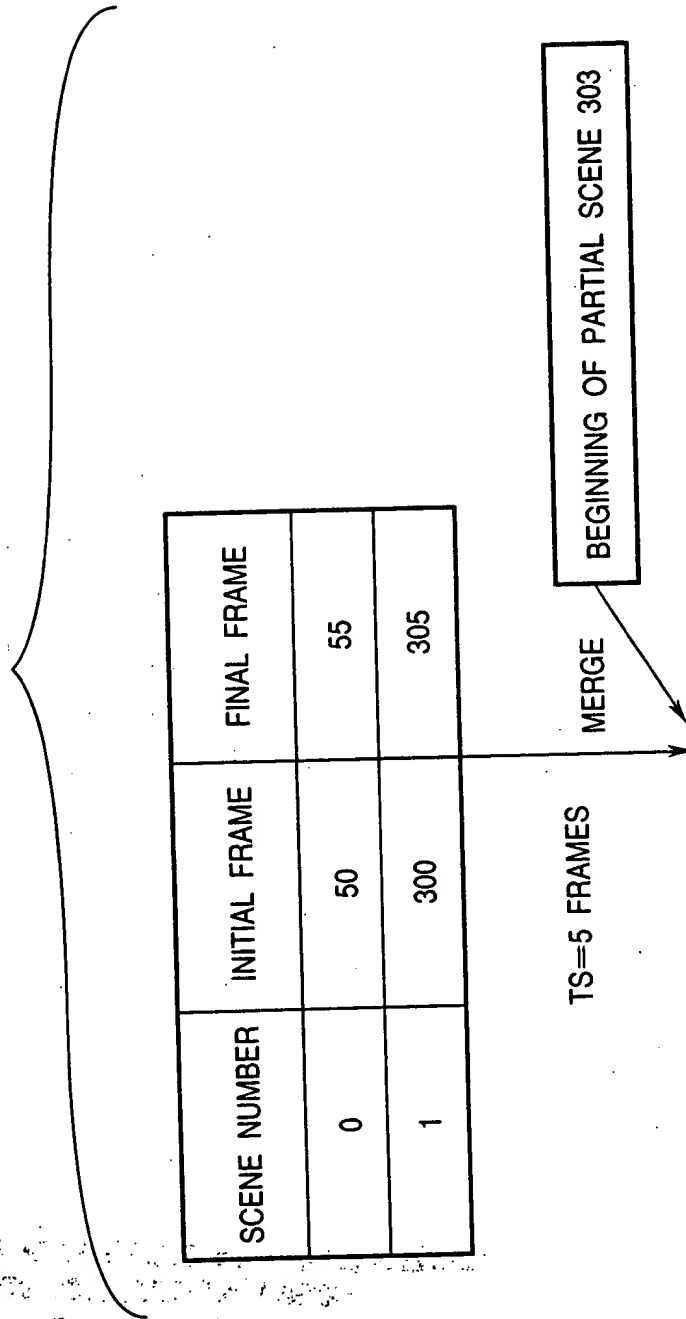 SCENE NUMBER INITIAL FRAME FINAL FRAME
0 50 55
1 300 305
TS=5 FRAMES MERGE
BEGINNING OF PARTIAL SCENE 303